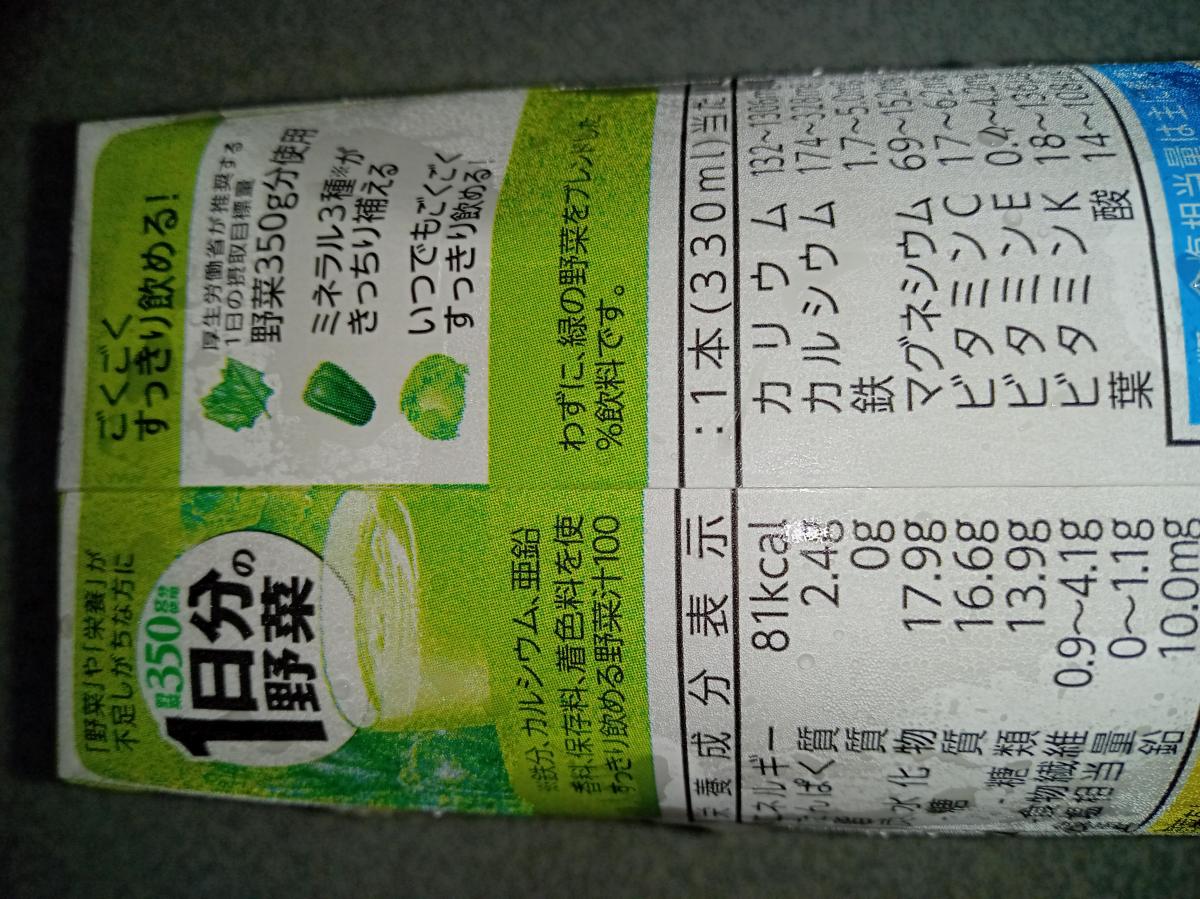 「野菜」や「栄養」が
不足しがちな方に
野菜350g分使用
1日分の
野菜
ごくごく
すっきり飲める!
厚生労働省が推奨する
1日の摂取目標量
野菜350g分使用
ミネラル3種※が
きっちり補える
いつでもごくごく
すっきり飲める!
※鉄分、カルシウム、亜鉛
香料、保存料、着色料を使わずに、緑の野菜をブレンドした
すっきり飲める野菜汁100%飲料です。
養成分表示:1本(330ml)当
エネルギー 81kcal
たんぱく質 2.4g
脂質 0g
炭水化物 17.9g
糖質 16.6g
糖類 13.9g
食物繊維 0.9~4.1g
食塩相当量 0~1.1g
亜鉛 10.0mg
カリウム 132~
カルシウム 174~
鉄 1.7~
マグネシウム 69~
ビタミンC 17~
ビタミンE 0.4~
ビタミンK 18~
葉酸 14~